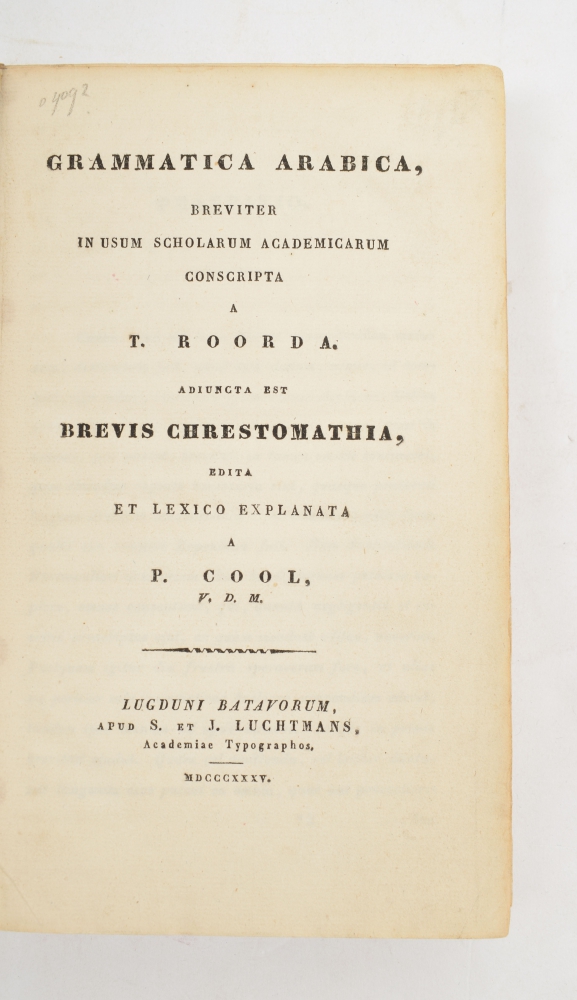 GRAMMATICA ARABICA,
BREVITER
IN USUM SCHOLARUM ACADEMICARUM
CONSCRIPTA
A
T. ROORDA.
ADIUNCTA EST
BREVIS CHRESTOMATHIA,
EDITA
ET LEXICO EXPLANATA
A
P. COOL,
V. D. M.
LUGDUNI BATAVORUM,
APUD S. ET J. LUCHTMANS,
Academiae Typographos.
MDCCCXXXV.